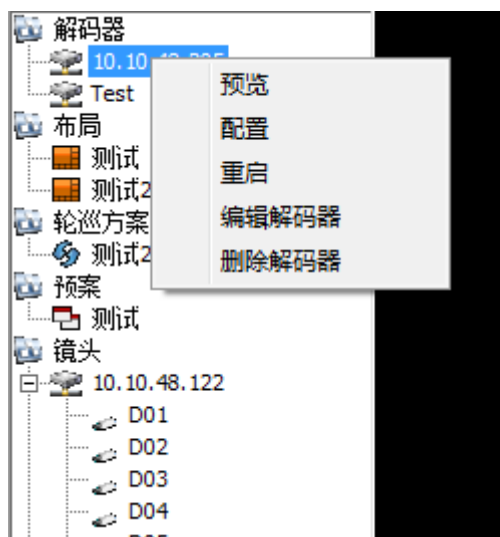 解码器
10.10
预览
Test
配置
布局
测试
重启
测试2
编辑解码器
轮巡方案
测试2
删除解码器
预案
测试
镜头
10.10.48.122
D01
D02
D03
D04